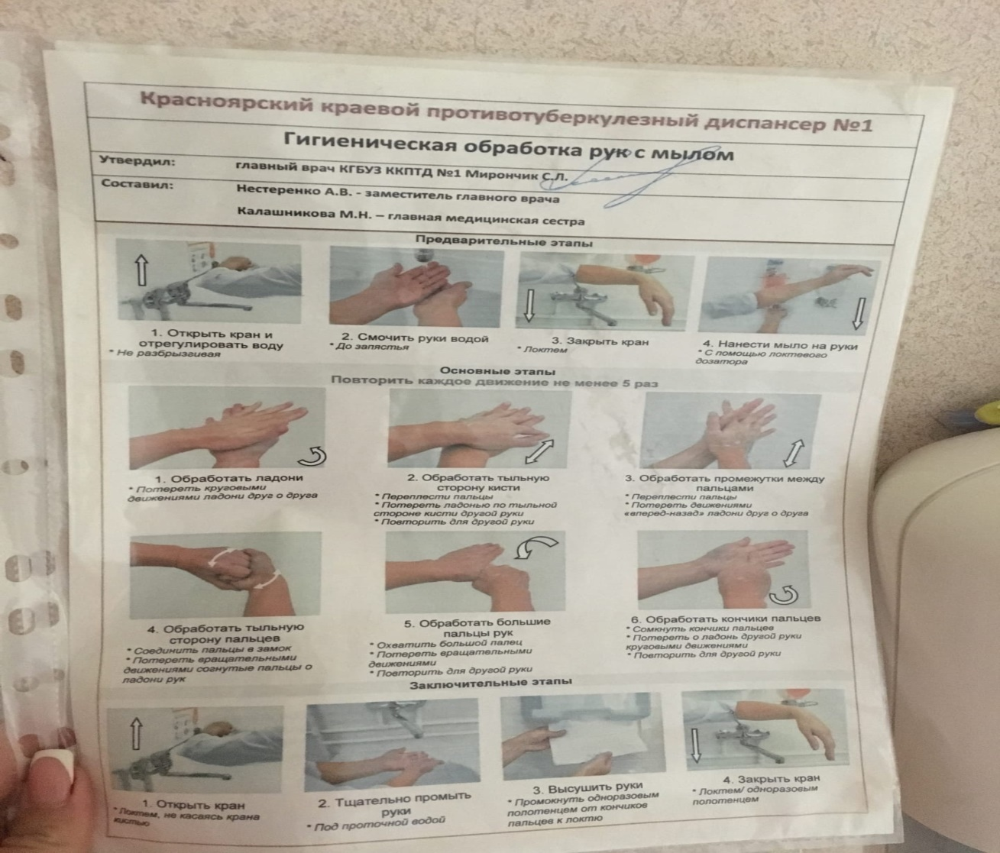 Красноярский краевой противотуберкулезный диспансер №1
Гигиеническая обработка рук с мылом
Утвердил: главный врач КГБУЗ ККПТД №1 Мирончик С.Л.
Составил: Нестеренко А.В. - заместитель главного врача
Калашникова М.Н. – главная медицинская сестра
Предварительные этапы
1. Открыть кран и
отрегулировать воду
* Не разбрызгивая
2. Смочить руки водой
* До запястья
3. Закрыть кран
* Локтем
4. Нанести мыло на руки
* С помощью локтевого
дозатора
Основные этапы
Повторить каждое движение не менее 5 раз
1. Обработать ладони
* Потереть круговыми
движениями ладони друг о друга
2. Обработать тыльную
сторону кисти
* Переплести пальцы
* Потереть ладонью по тыльной
стороне кисти другой руки
* Повторить для другой руки
3. Обработать промежутки между
пальцами
* Переплести пальцы
* Потереть движениями
«вперед-назад» ладони друг о друга
4. Обработать тыльную
сторону пальцев
* Соединить пальцы в замок
* Потереть вращательными
движениями согнутые пальцы о
ладони рук
5. Обработать большие
пальцы рук
* Охватить большой палец
* Потереть вращательными
движениями
* Повторить для другой руки
6. Обработать кончики пальцев
* Сомкнуть кончики пальцев
* Потереть о ладонь другой руки
круговыми движениями
* Повторить для другой руки
Заключительные этапы
1. Открыть кран
* Локтем, не касаясь крана
кистью
2. Тщательно промыть
руки
* Под проточной водой
3. Высушить руки
* Промокнуть одноразовым
полотенцем от кончиков
пальцев к локтю
4. Закрыть кран
* Локтем/ одноразовым
полотенцем